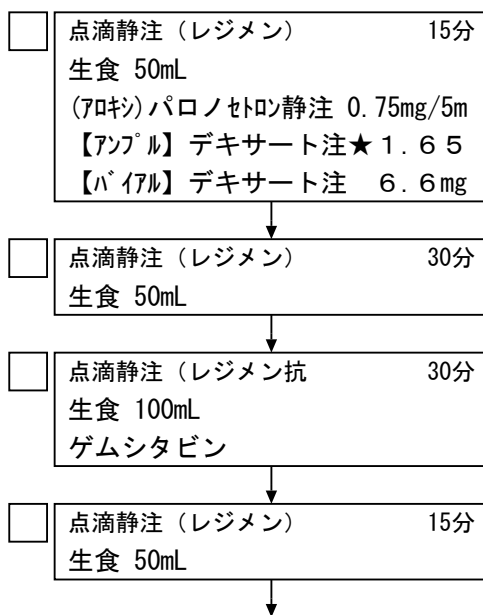 点滴静注（レジメン） 15分
生食 50mL
(ｱﾛｷｼ)パロノｾﾄﾛﾝ静注 0.75mg/5m
【ｱﾝﾌﾟﾙ】デキサート注★１.６５
【ﾊﾞｲｱﾙ】デキサート注 ６.６mg
点滴静注（レジメン） 30分
生食 50mL
点滴静注（レジメン抗 30分
生食 100mL
ゲムシタビン
点滴静注（レジメン） 15分
生食 50mL